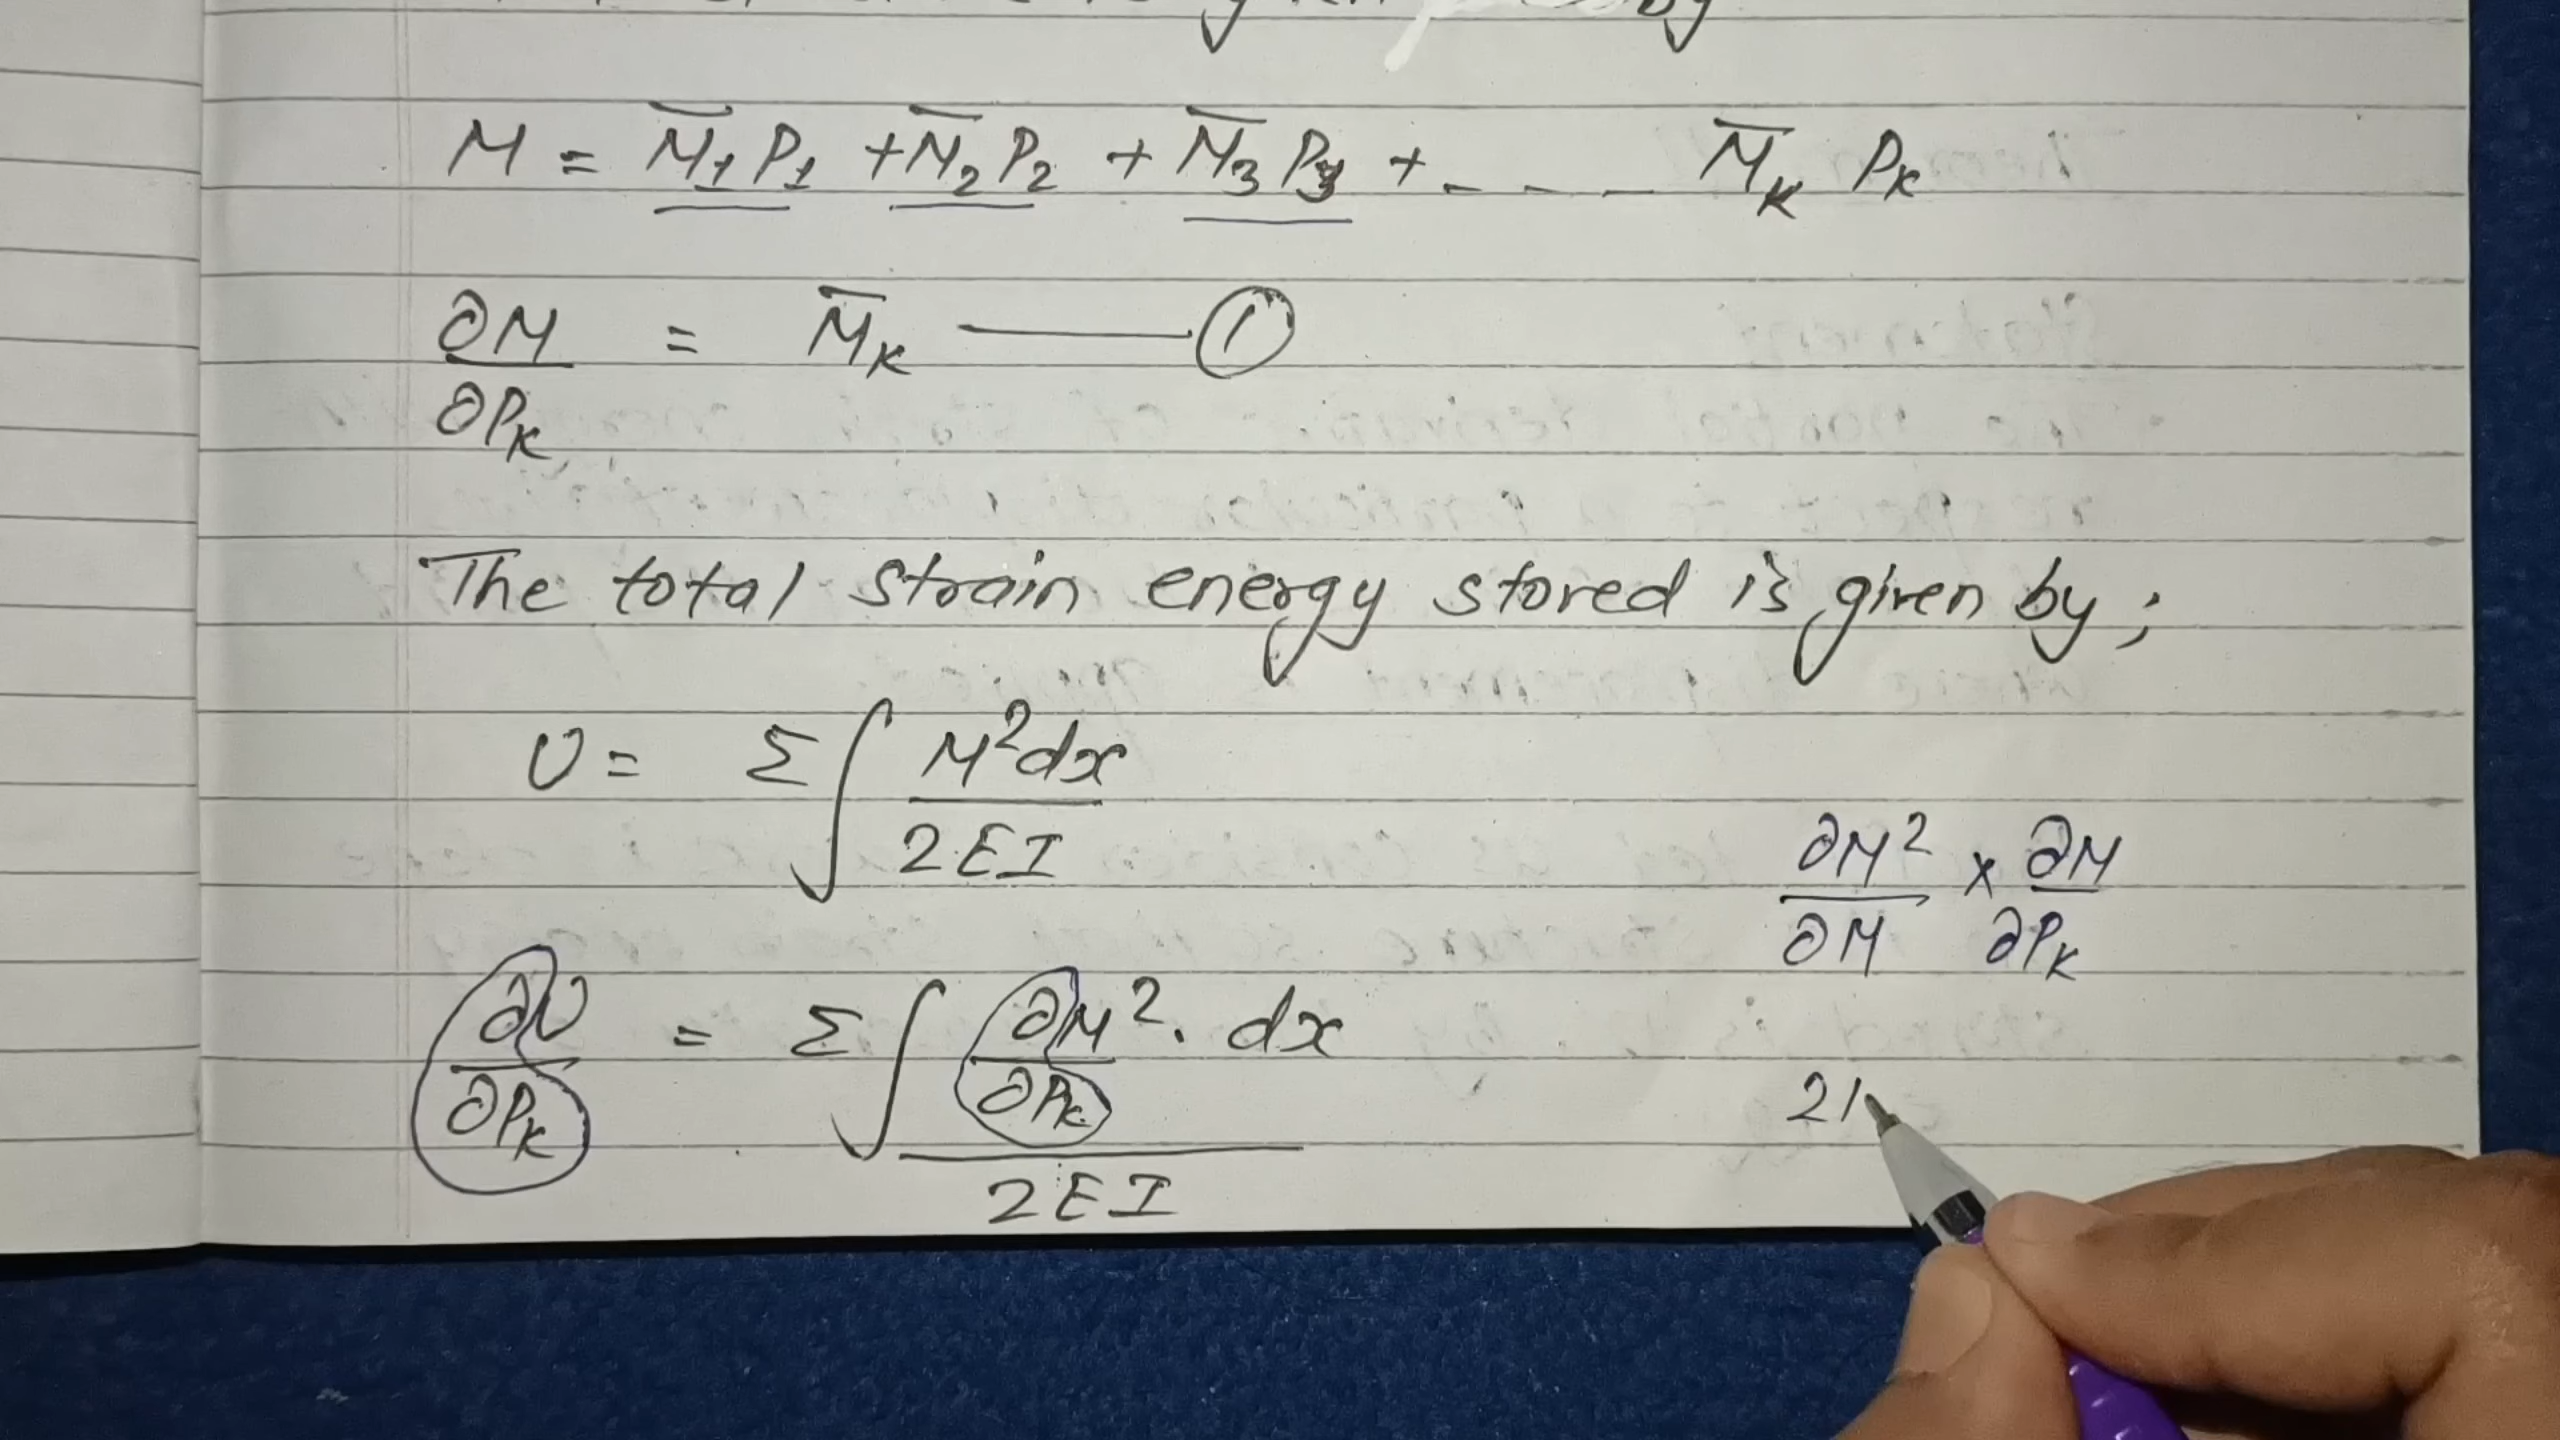 by
M = M̅₁P₁ + M̅₂P₂ + M̅₃P₃ + - - - M̅ₖ Pₖ
∂M/∂Pₖ = M̅ₖ —— ①
The total strain energy stored is given by;
U = Σ∫ M²dx / 2EI
∂M²/∂M × ∂M/∂Pₖ
∂U/∂Pₖ = Σ∫ ∂M²/∂Pₖ . dx / 2EI
2